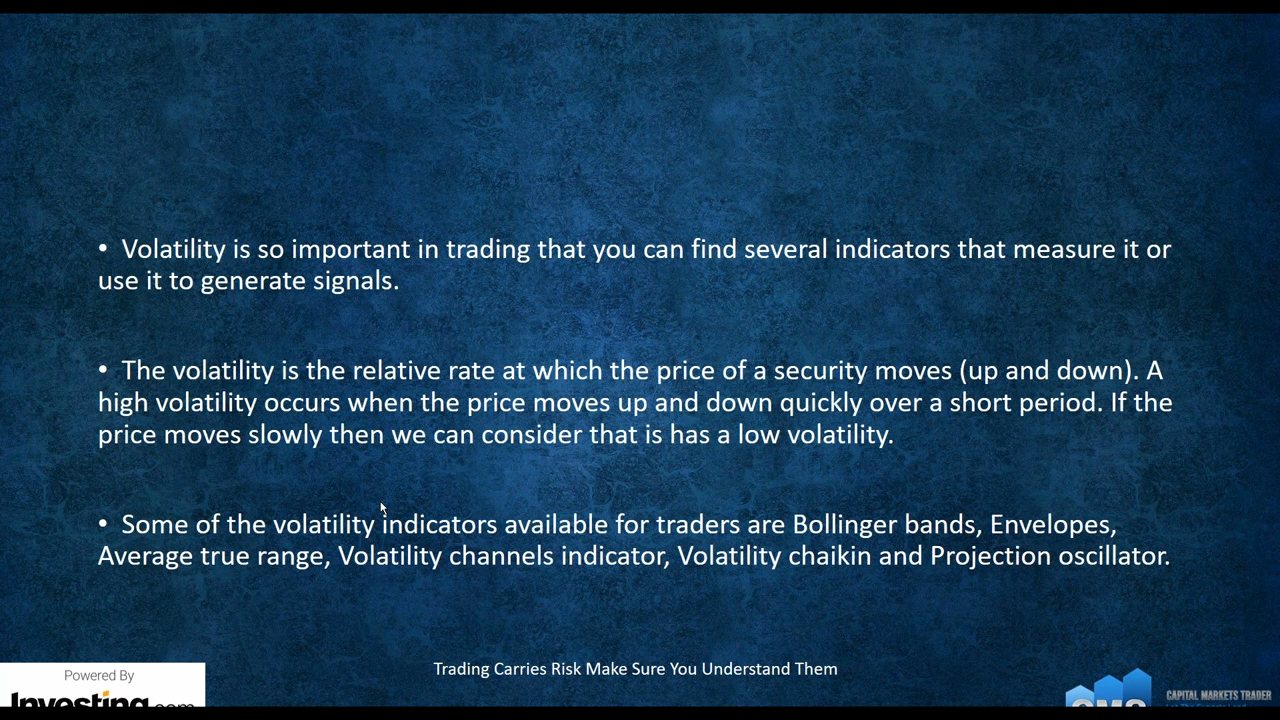 • Volatility is so important in trading that you can find several indicators that measure it or
use it to generate signals.
• The volatility is the relative rate at which the price of a security moves (up and down). A
high volatility occurs when the price moves up and down quickly over a short period. If the
price moves slowly then we can consider that is has a low volatility.
• Some of the volatility indicators available for traders are Bollinger bands, Envelopes,
Average true range, Volatility channels indicator, Volatility chaikin and Projection oscillator.
Trading Carries Risk Make Sure You Understand Them
Powered By
Investing.com
CAPITAL MARKETS TRADER